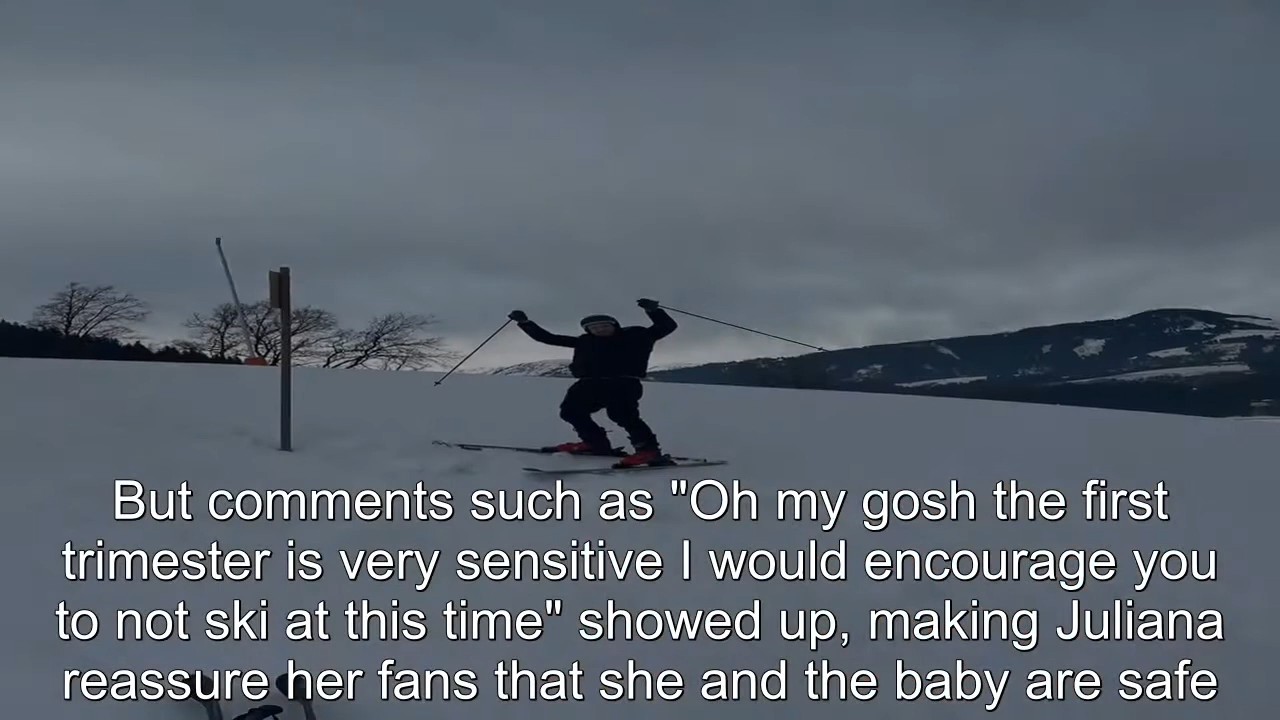 But comments such as "Oh my gosh the first
trimester is very sensitive I would encourage you
to not ski at this time" showed up, making Juliana
reassure her fans that she and the baby are safe